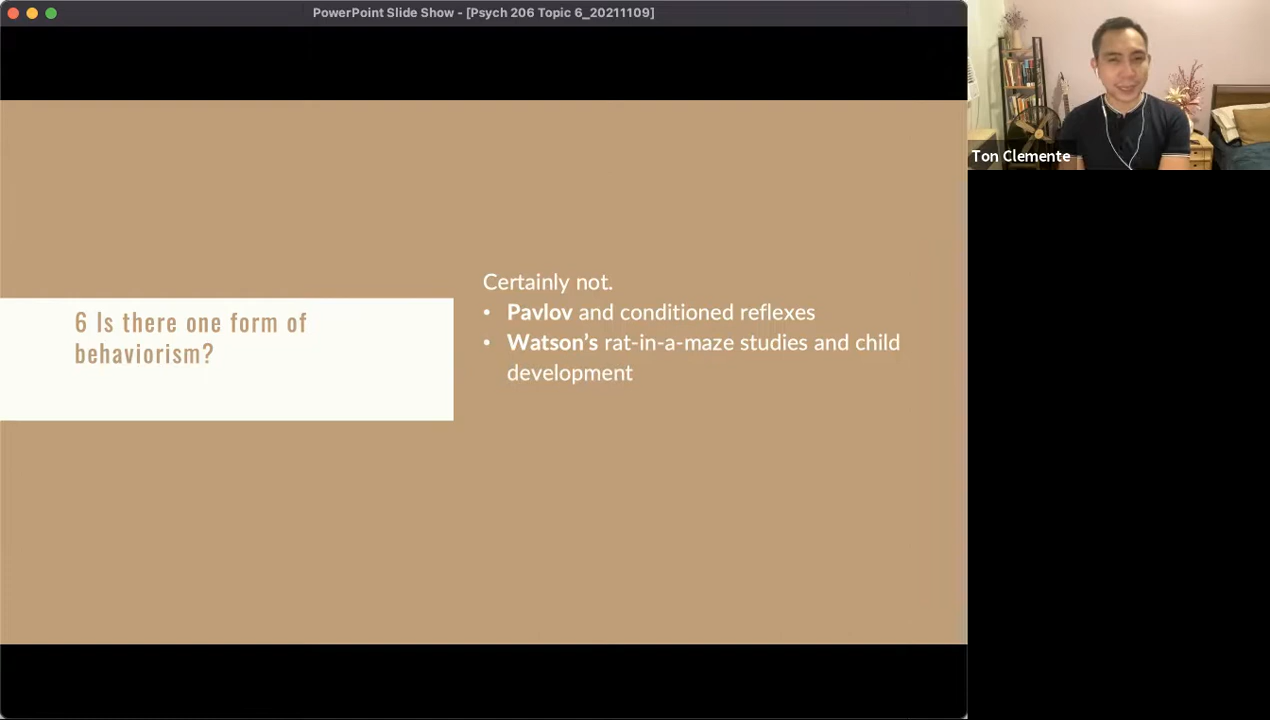 PowerPoint Slide Show - [Psych 206 Topic 6_20211109]
Ton Clemente
6 Is there one form of
behaviorism?
Certainly not.
• Pavlov and conditioned reflexes
• Watson’s rat-in-a-maze studies and child
development